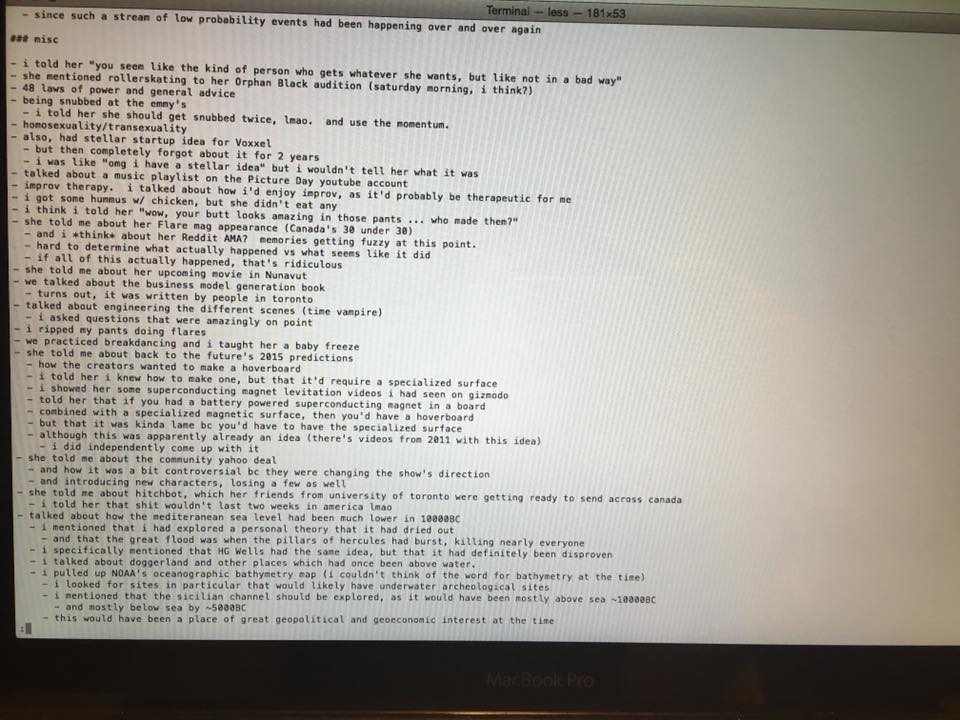 Terminal — less — 181×53
- since such a stream of low probability events had been happening over and over again
### misc
- i told her "you seem like the kind of person who gets whatever she wants, but like not in a bad way"
- she mentioned rollerskating to her Orphan Black audition (saturday morning, i think?)
- 48 laws of power and general advice
- being snubbed at the emmy's
- i told her she should get snubbed twice, lmao. and use the momentum.
- homosexuality/transexuality
- also, had stellar startup idea for Voxxel
- but then completely forgot about it for 2 years
- i was like "omg i have a stellar idea" but i wouldn't tell her what it was
- talked about a music playlist on the Picture Day youtube account
- improv therapy. i talked about how i'd enjoy improv, as it'd probably be therapeutic for me
- i got some hummus w/ chicken, but she didn't eat any
- i think i told her "wow, your butt looks amazing in those pants ... who made them?"
- she told me about her Flare mag appearance (Canada's 30 under 30)
- and i *think* about her Reddit AMA? memories getting fuzzy at this point.
- hard to determine what actually happened vs what seems like it did
- if all of this actually happened, that's ridiculous
- she told me about her upcoming movie in Nunavut
- we talked about the business model generation book
- turns out, it was written by people in toronto
- talked about engineering the different scenes (time vampire)
- i asked questions that were amazingly on point
- i ripped my pants doing flares
- we practiced breakdancing and i taught her a baby freeze
- she told me about back to the future's 2015 predictions
- how the creators wanted to make a hoverboard
- i told her i knew how to make one, but that it'd require a specialized surface
- i showed her some superconducting magnet levitation videos i had seen on gizmodo
- told her that if you had a battery powered superconducting magnet in a board
- combined with a specialized magnetic surface, then you'd have a hoverboard
- but that it was kinda lame bc you'd have to have the specialized surface
- although this was apparently already an idea (there's videos from 2011 with this idea)
- i did independently come up with it
- she told me about the community yahoo deal
- and how it was a bit controversial bc they were changing the show's direction
- and introducing new characters, losing a few as well
- she told me about hitchbot, which her friends from university of toronto were getting ready to send across canada
- i told her that shit wouldn't last two weeks in america lmao
- talked about how the mediteranean sea level had been much lower in 10000BC
- i mentioned that i had explored a personal theory that it had dried out
- and that the great flood was when the pillars of hercules had burst, killing nearly everyone
- i specifically mentioned that HG Wells had the same idea, but that it had definitely been disproven
- i talked about doggerland and other places which had once been above water.
- i pulled up NOAA's oceanographic bathymetry map (i couldn't think of the word for bathymetry at the time)
- i looked for sites in particular that would likely have underwater archeological sites
- i mentioned that the sicilian channel should be explored, as it would have been mostly above sea ~10000BC
- and mostly below sea by ~5000BC
- this would have been a place of great geopolitical and geoeconomic interest at the time
:
MacBook Pro